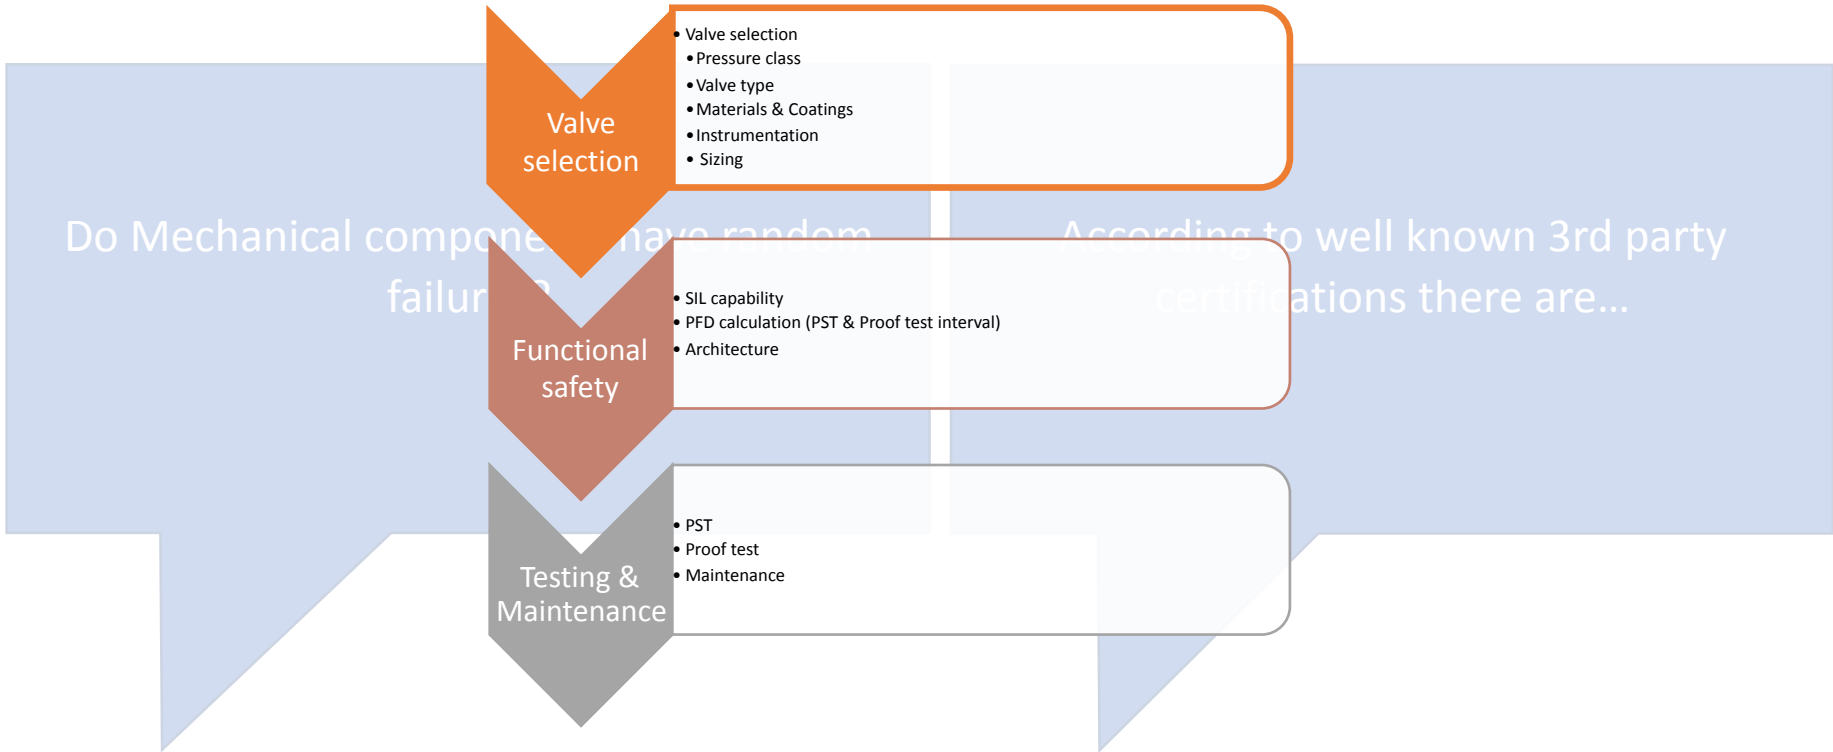 Valve
selection
• Valve selection
•Pressure class
•Valve type
•Materials & Coatings
•Instrumentation
• Sizing
Do Mechanical have random
According to well known 3rd party
certifications there are...
Functional
safety
• SIL capability
• PFD calculation (PST & Proof test interval)
• Architecture
Testing &
Maintenance
• PST
• Proof test
• Maintenance